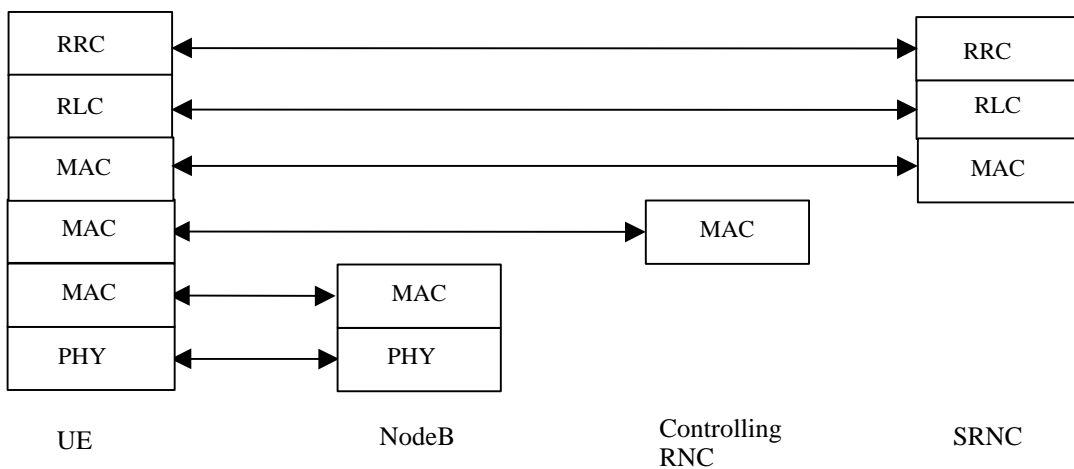 RRC
RRC
RLC
RLC
MAC
MAC
MAC
MAC
MAC
MAC
PHY
PHY
UE
NodeB
Controlling
RNC
SRNC